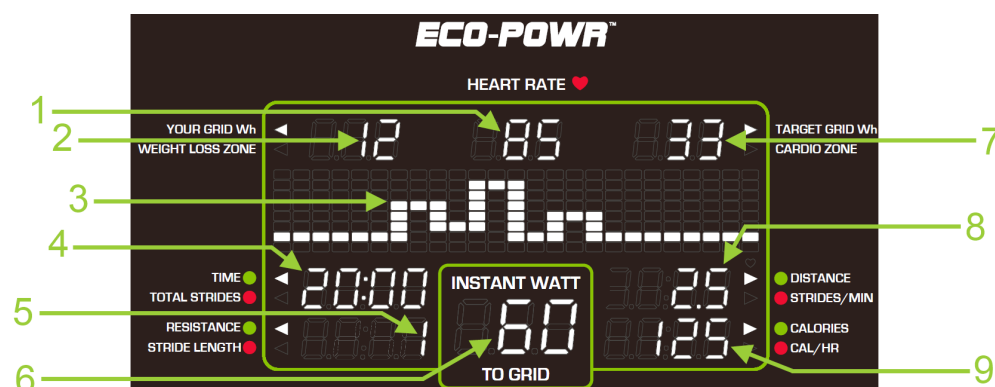 ECO-POWR™
HEART RATE
1
2
YOUR GRID Wh
WEIGHT LOSS ZONE
12
85
33
TARGET GRID Wh
CARDIO ZONE
7
3
4
TIME
TOTAL STRIDES
20:00
INSTANT WATT
60
TO GRID
2.5
DISTANCE
STRIDES/MIN
8
5
RESISTANCE
STRIDE LENGTH
1
125
CALORIES
CAL/HR
6
9